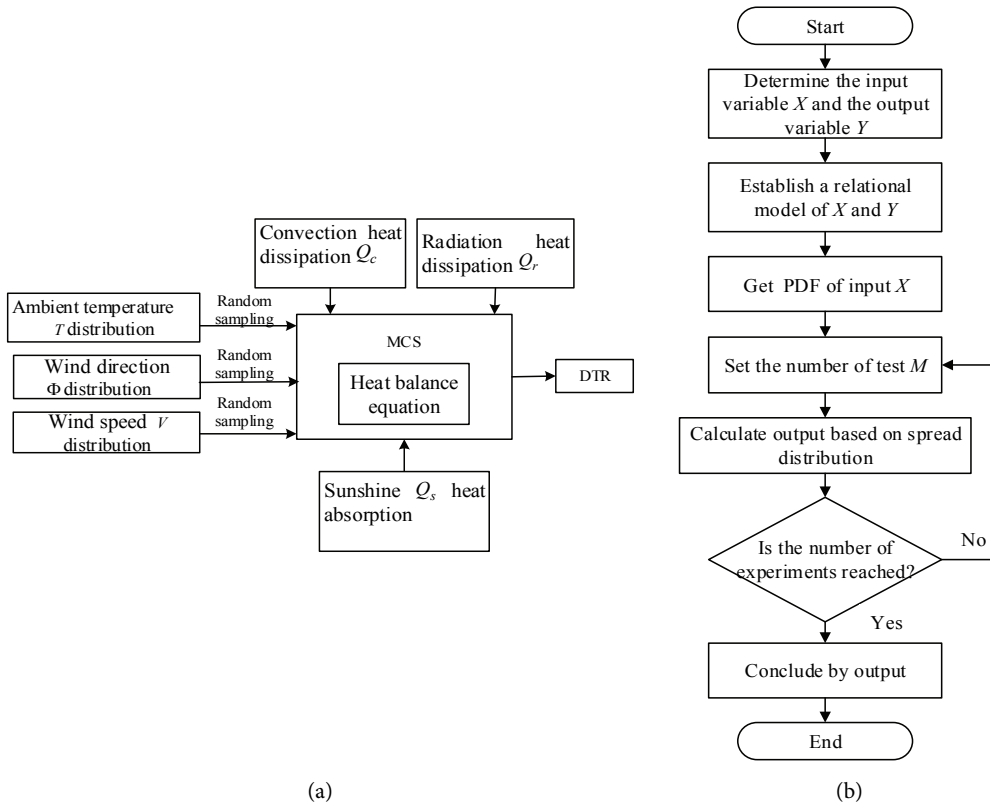 Convection heat
dissipation Qc
Radiation heat
dissipation Qr
Ambient temperature
T distribution
Random
sampling
Wind direction
Φ distribution
Random
sampling
Wind speed V
distribution
Random
sampling
MCS
Heat balance
equation
DTR
Sunshine Qs heat
absorption
(a)
Start
Determine the input
variable X and the output
variable Y
Establish a relational
model of X and Y
Get PDF of input X
Set the number of test M
Calculate output based on spread
distribution
Is the number of
experiments reached?
No
Yes
Conclude by output
End
(b)